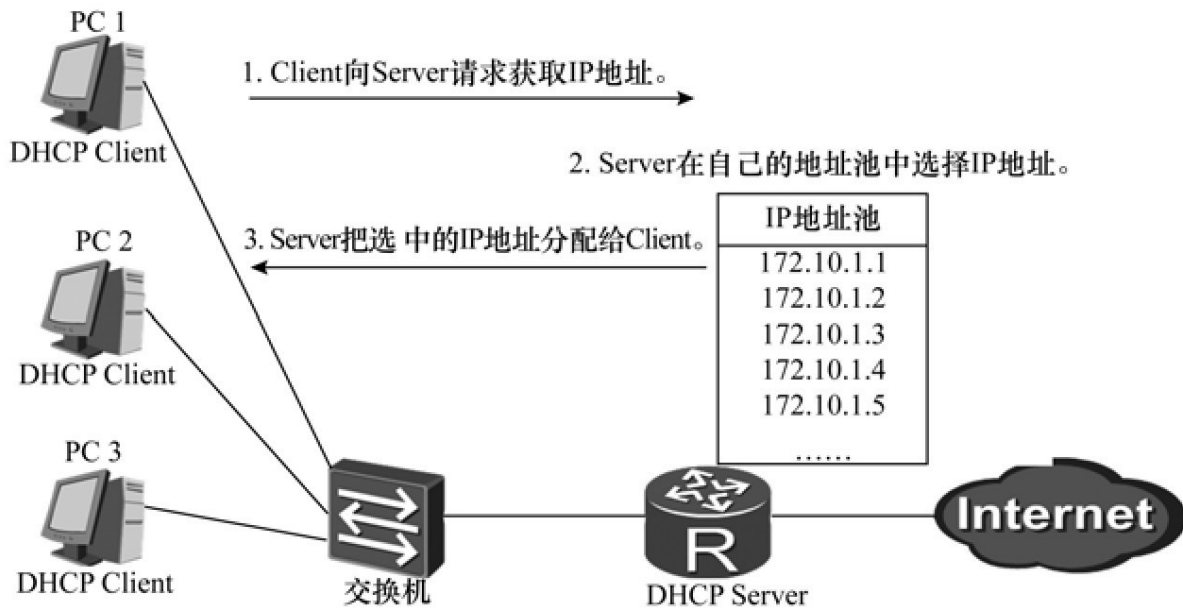 PC 1
DHCP Client
1. Client向Server请求获取IP地址。
2. Server在自己的地址池中选择IP地址。
IP地址池
172.10.1.1
172.10.1.2
172.10.1.3
172.10.1.4
172.10.1.5
……
3. Server把选 中的IP地址分配给Client。
PC 2
DHCP Client
PC 3
DHCP Client
交换机
R
DHCP Server
Internet